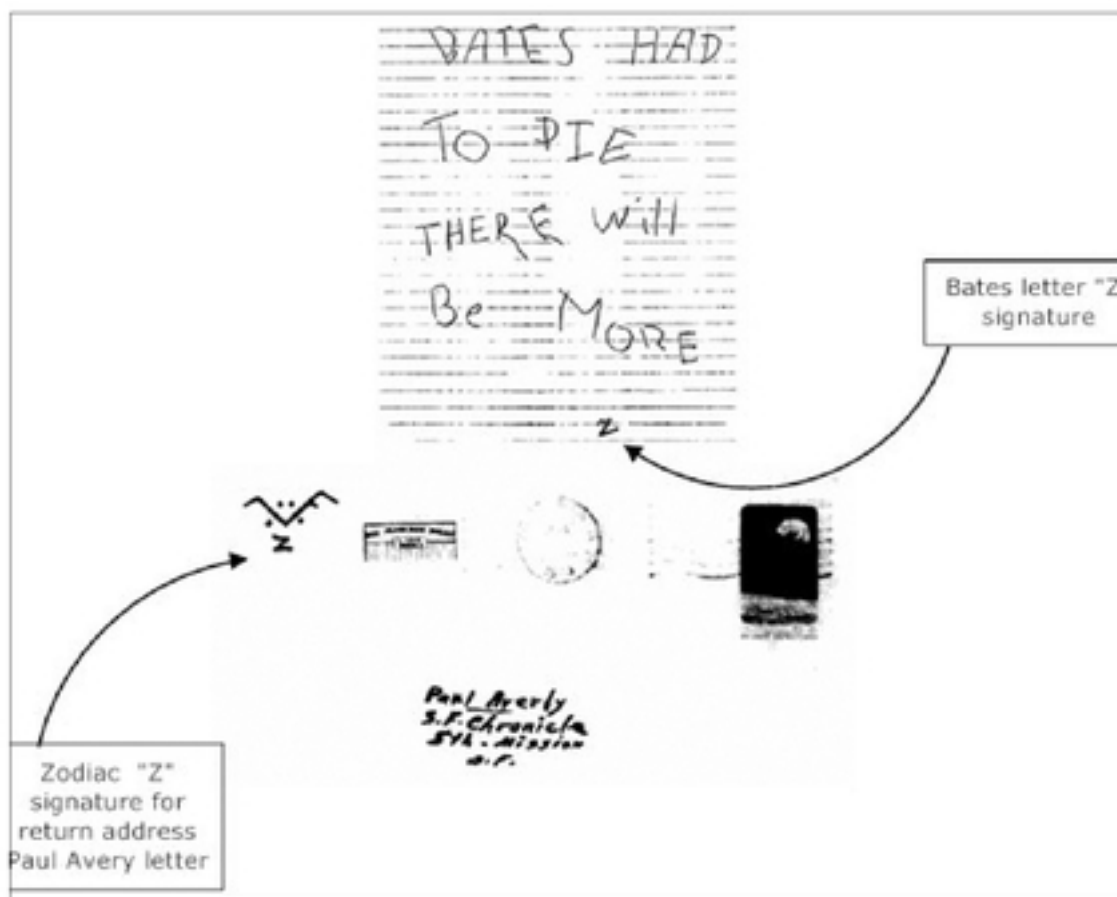 BATES HAD
TO DIE
THERE Will
Be MORE
Z
Bates letter "Z
signature
Z
Paul Averly
S.F. Chronicle
5th. Mission
S.F.
Zodiac "Z"
signature for
return address
Paul Avery letter